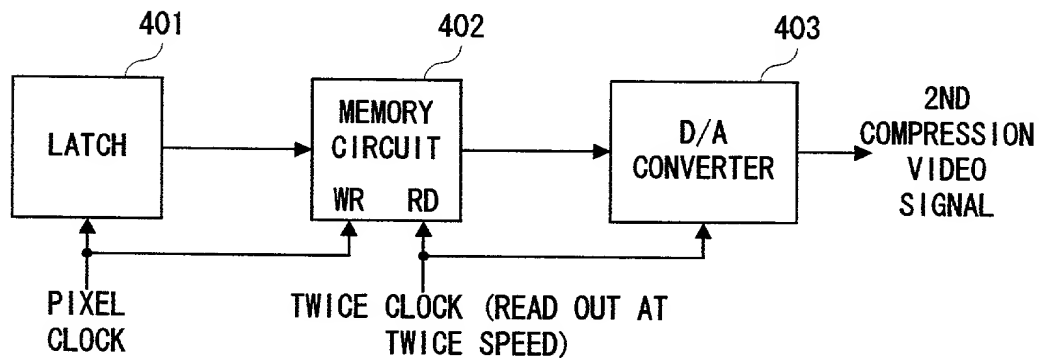 401
402
403
LATCH
MEMORY
CIRCUIT
WR RD
D/A
CONVERTER
2ND
COMPRESSION
VIDEO
SIGNAL
PIXEL
CLOCK
TWICE CLOCK (READ OUT AT
TWICE SPEED)